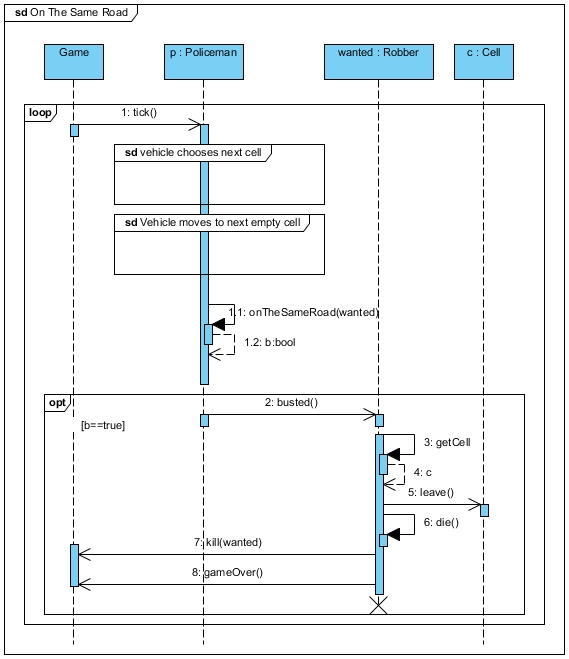 sd On The Same Road
Game
p : Policeman
wanted : Robber
c : Cell
loop
1: tick()
sd vehicle chooses next cell
sd Vehicle moves to next empty cell
1.1: onTheSameRoad(wanted)
1.2: b:bool
opt
2: busted()
[b==true]
3: getCell
4: c
5: leave()
6: die()
7: kill(wanted)
8: gameOver()